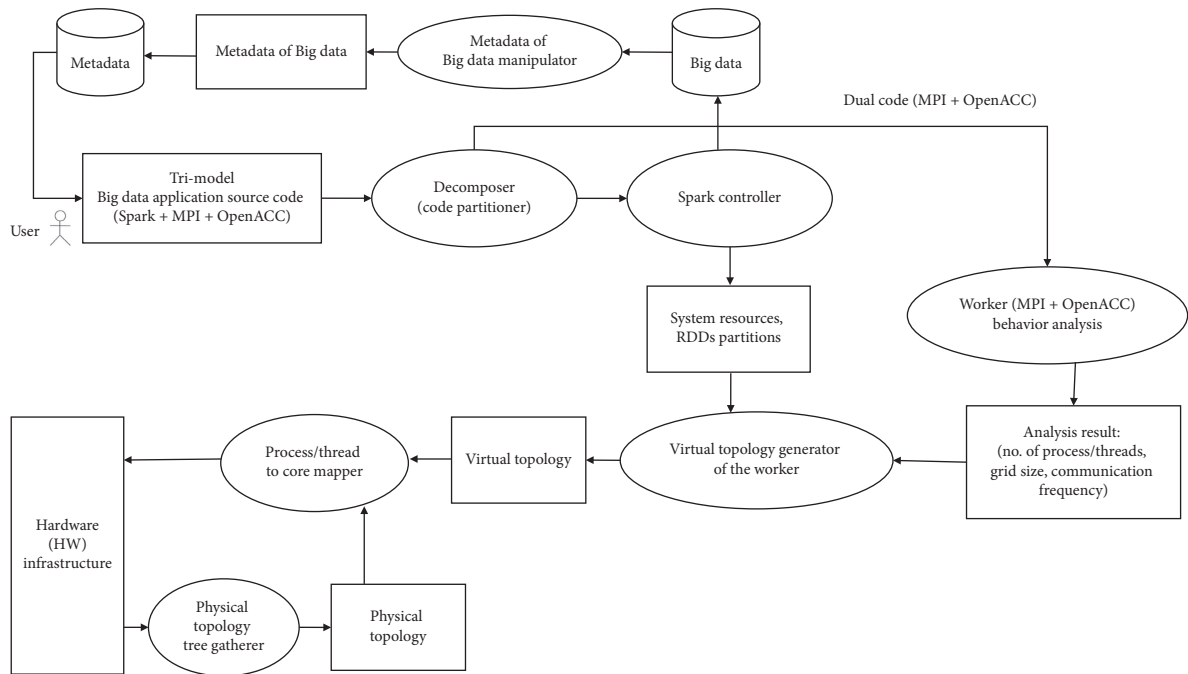 Metadata
Metadata of Big data
Metadata of
Big data manipulator
Big data
Dual code (MPI + OpenACC)
User
Tri-model
Big data application source code
(Spark + MPI + OpenACC)
Decomposer
(code partitioner)
Spark controller
System resources,
RDDs partitions
Worker (MPI + OpenACC)
behavior analysis
Hardware
(HW)
infrastructure
Process/thread
to core mapper
Virtual topology
Virtual topology generator
of the worker
Analysis result:
(no. of process/threads,
grid size, communication
frequency)
Physical
topology
tree gatherer
Physical
topology